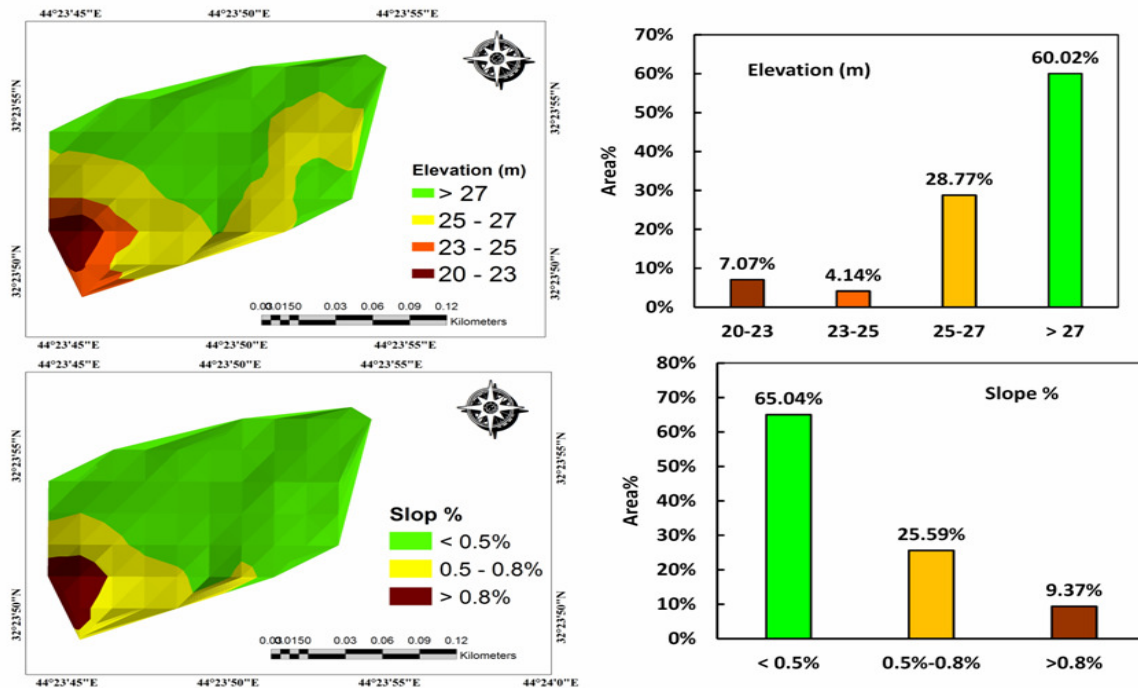 44°23'45"E 44°23'50"E 44°23'55"E
32°23'55"N
32°23'50"N
32°23'55"N
32°23'50"N
Elevation (m)
> 27
25 - 27
23 - 25
20 - 23
0.03 0.06 0.09 0.12
Kilometers
44°23'45"E 44°23'50"E 44°23'55"E
70%
60%
50%
40%
30%
20%
10%
0%
Area%
Elevation (m)
7.07%
4.14%
28.77%
60.02%
20-23 23-25 25-27 > 27
44°23'45"E 44°23'50"E 44°23'55"E
32°23'55"N
32°23'50"N
32°23'55"N
32°23'50"N
Slop %
< 0.5%
0.5 - 0.8%
> 0.8%
0.03 0.06 0.09 0.12
Kilometers
44°23'45"E 44°23'50"E 44°23'55"E 44°24'0"E
80%
70%
60%
50%
40%
30%
20%
10%
0%
Area%
Slope %
65.04%
25.59%
9.37%
< 0.5% 0.5%-0.8% >0.8%